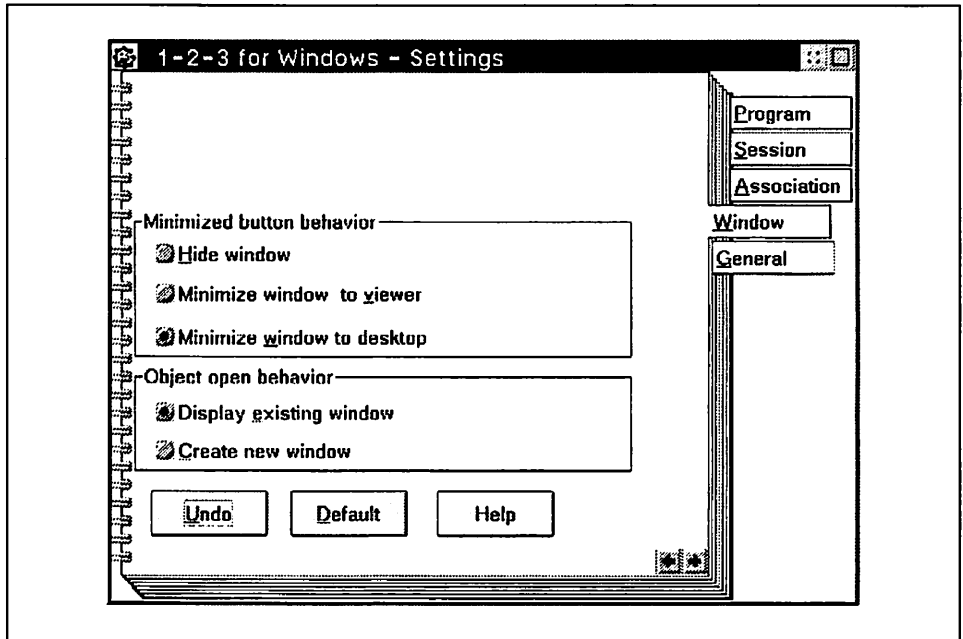 1-2-3 for Windows - Settings
Program
Session
Association
Window
General
Minimized button behavior
Hide window
Minimize window to viewer
Minimize window to desktop
Object open behavior
Display existing window
Create new window
Undo
Default
Help